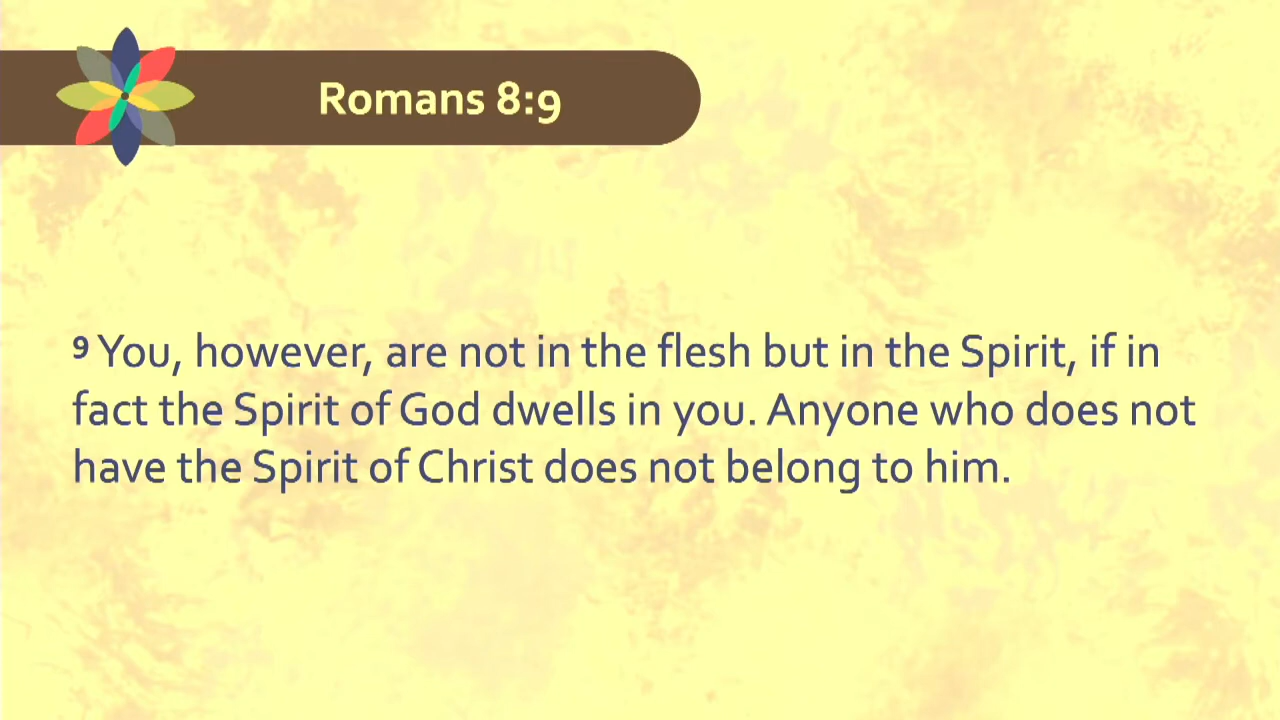 Romans 8:9
9 You, however, are not in the flesh but in the Spirit, if in
fact the Spirit of God dwells in you. Anyone who does not
have the Spirit of Christ does not belong to him.